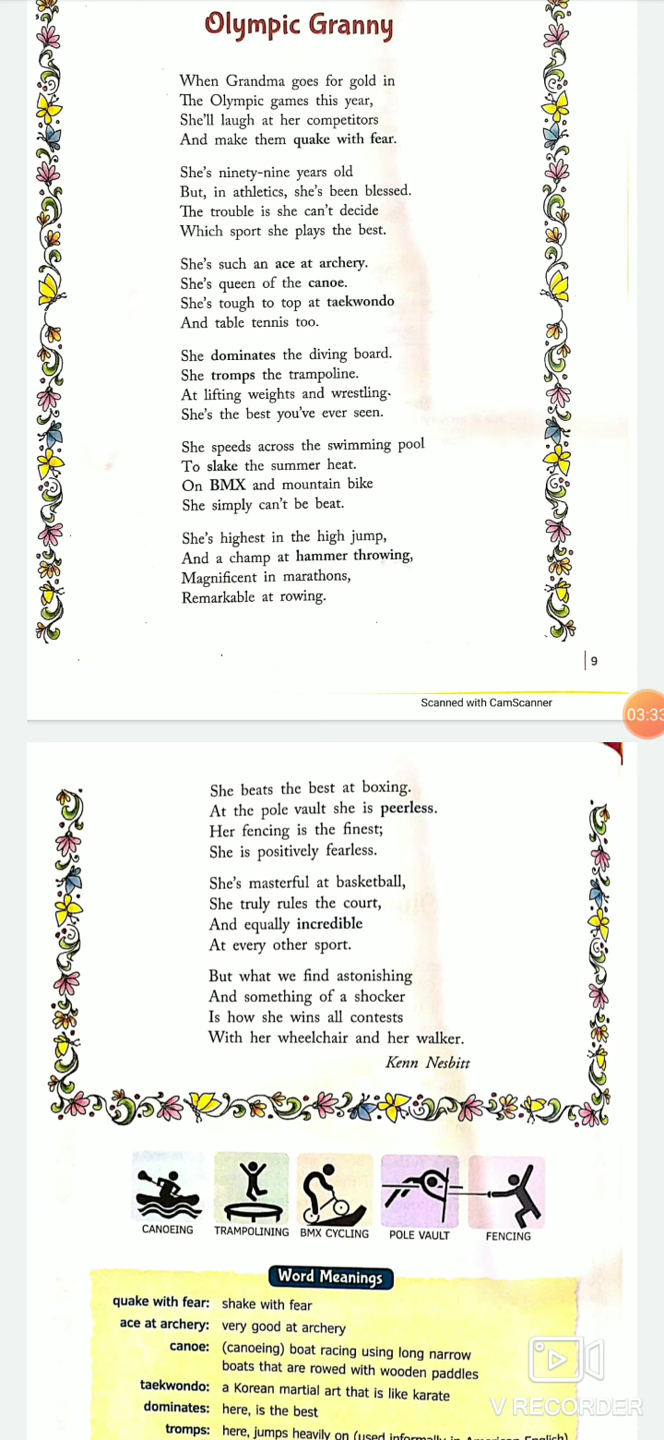 Olympic Granny
When Grandma goes for gold in
The Olympic games this year,
She'll laugh at her competitors
And make them quake with fear.
She's ninety-nine years old
But, in athletics, she's been blessed.
The trouble is she can't decide
Which sport she plays the best.
She's such an ace at archery.
She's queen of the canoe.
She's tough to top at taekwondo
And table tennis too.
She dominates the diving board.
She tromps the trampoline.
At lifting weights and wrestling
She's the best you've ever seen.
She speeds across the swimming pool
To slake the summer heat.
On BMX and mountain bike
She simply can't be beat.
She's highest in the high jump,
And a champ at hammer throwing,
Magnificent in marathons,
Remarkable at rowing.
9
Scanned with CamScanner
03:33
She beats the best at boxing.
At the pole vault she is peerless.
Her fencing is the finest;
She is positively fearless.
She's masterful at basketball,
She truly rules the court,
And equally incredible
At every other sport.
But what we find astonishing
And something of a shocker
Is how she wins all contests
With her wheelchair and her walker.
Kenn Nesbitt
CANOEING TRAMPOLINING BMX CYCLING POLE VAULT FENCING
Word Meanings
quake with fear: shake with fear
ace at archery: very good at archery
canoe: (canoeing) boat racing using long narrow
boats that are rowed with wooden paddles
taekwondo: a Korean martial art that is like karate
dominates: here, is the best
tromps: here, jumps heavily on (used informally in American English)
V RECORDER